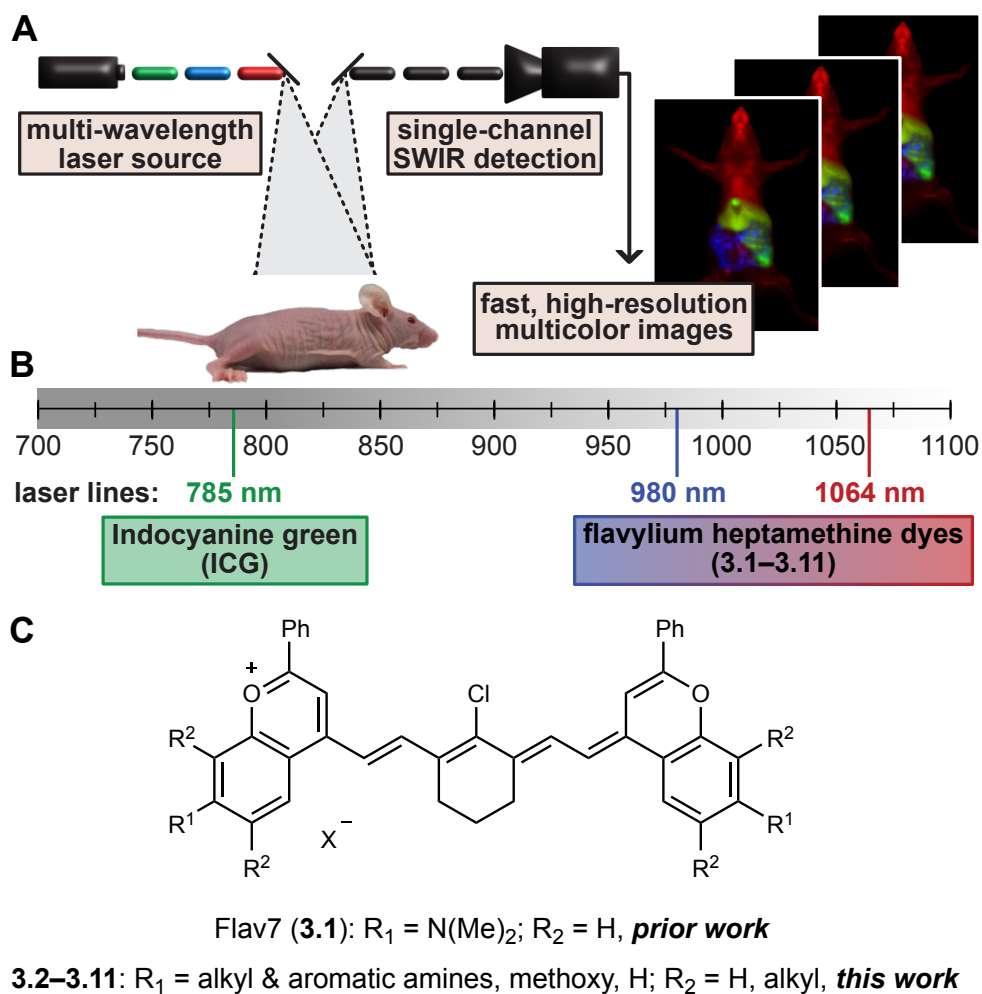 A
multi-wavelength
laser source
single-channel
SWIR detection
fast, high-resolution
multicolor images
B
700 750 800 850 900 950 1000 1050 1100
laser lines: 785 nm 980 nm 1064 nm
Indocyanine green
(ICG)
flavylium heptamethine dyes
(3.1–3.11)
C
Ph Ph
+
O Cl O
R² R²
R¹ R¹
X⁻
R² R²
Flav7 (3.1): R₁ = N(Me)₂; R₂ = H, prior work
3.2–3.11: R₁ = alkyl & aromatic amines, methoxy, H; R₂ = H, alkyl, this work